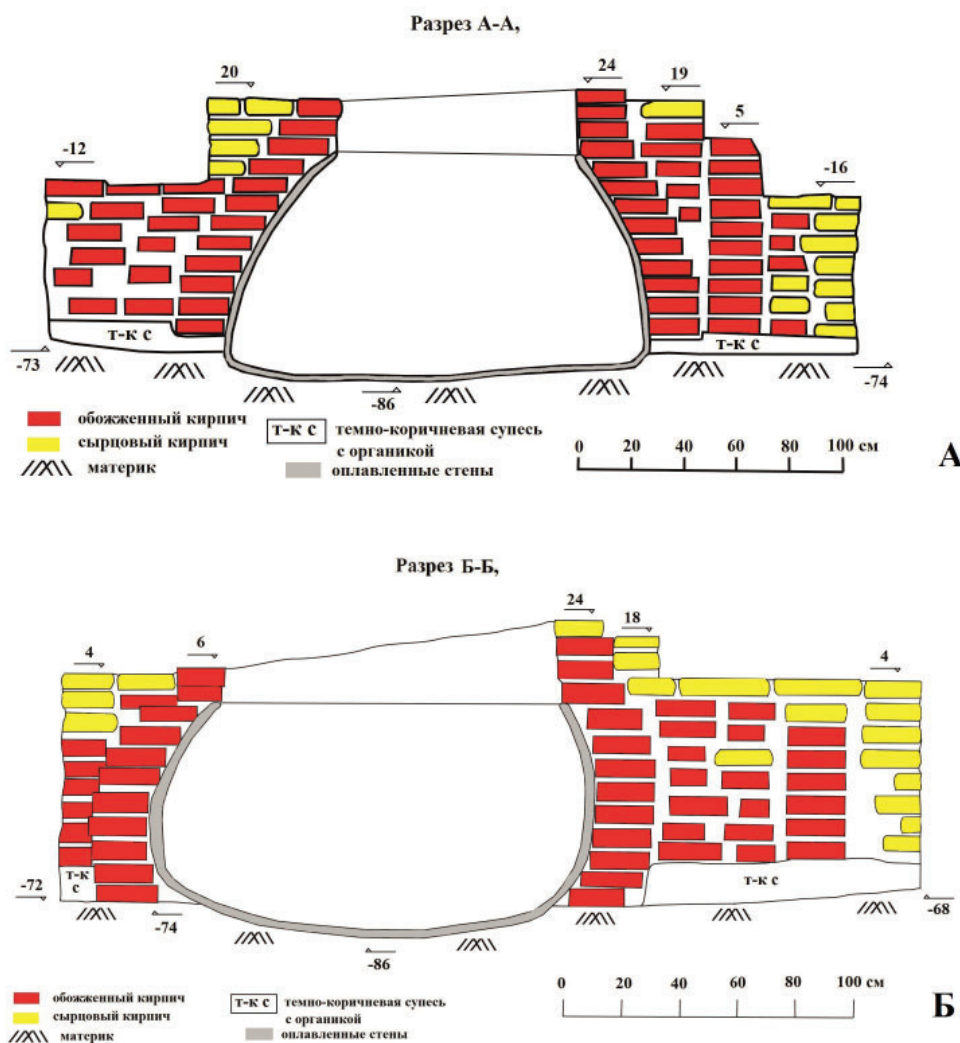 Разрез А-А,
24
20
19
5
-12
-16
т-к с
т-к с
-73
-74
-86
обожженный кирпич
сырцовый кирпич
материк
т-к с
темно-коричневая супесь
с органикой
оплавленные стены
0 20 40 60 80 100 см
А
Разрез Б-Б,
24
18
4
6
4
т-к
с
т-к с
-72
-74
-68
-86
обожженный кирпич
сырцовый кирпич
материк
т-к с
темно-коричневая супесь
с органикой
оплавленные стены
0 20 40 60 80 100 см
Б